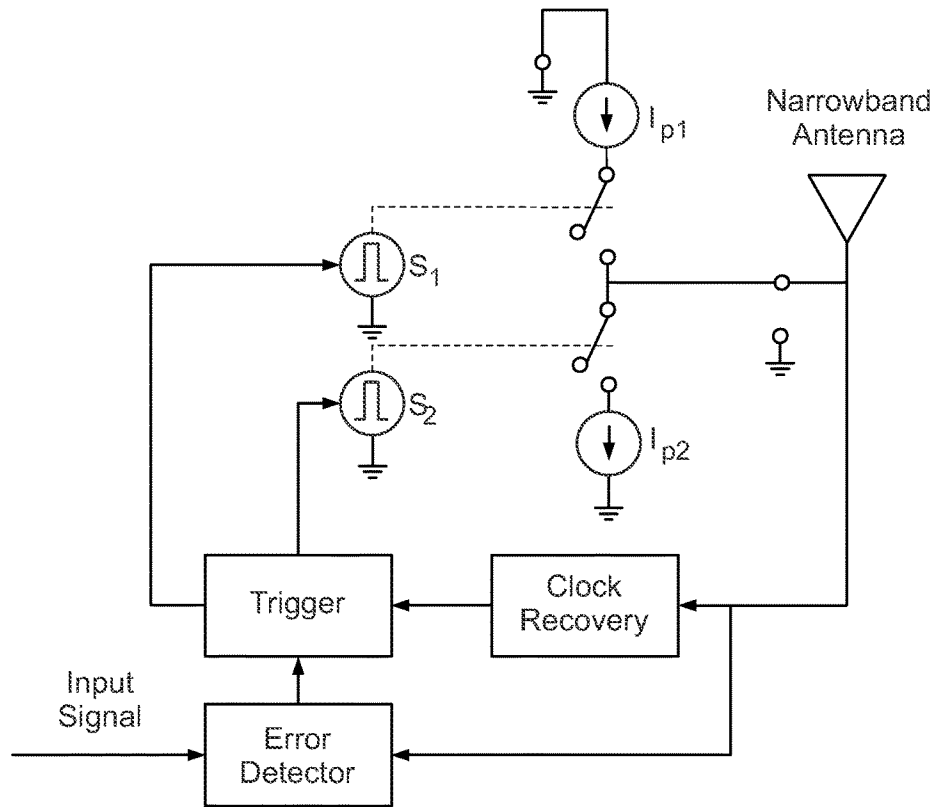 I p1
Narrowband
Antenna
S 1
S 2
I p2
Trigger
Clock
Recovery
Input
Signal
Error
Detector